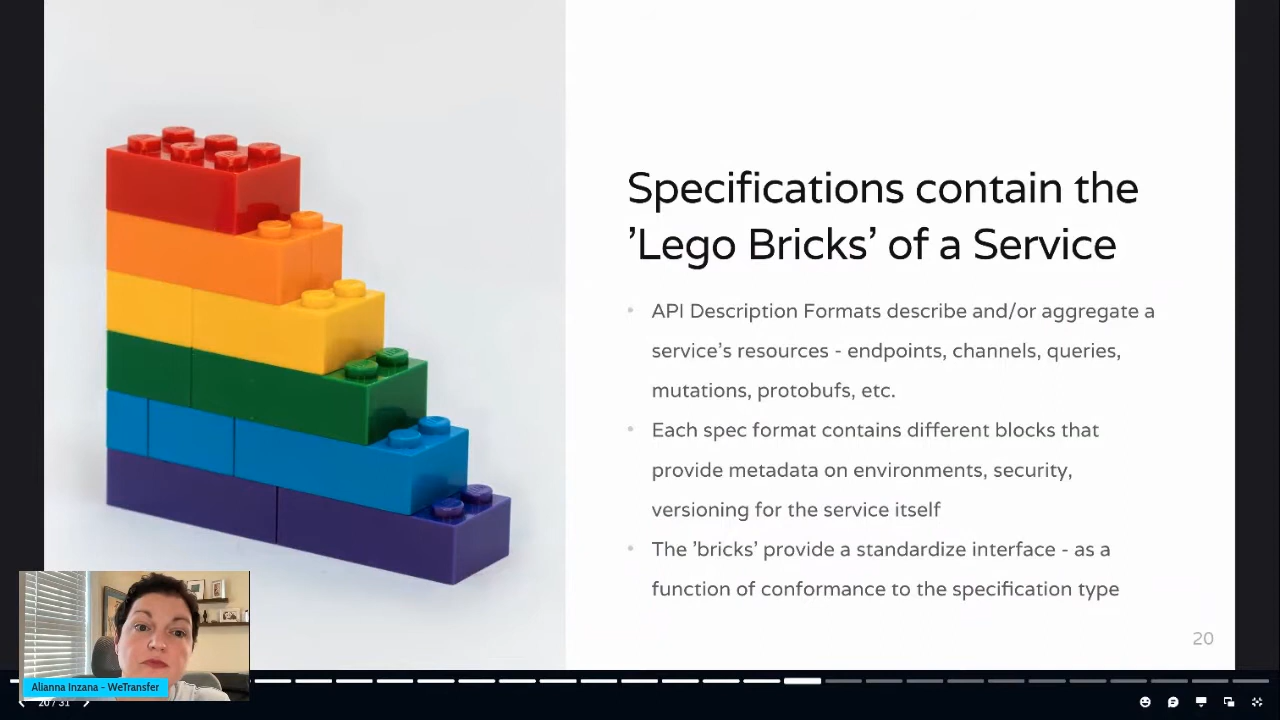 Specifications contain the
'Lego Bricks' of a Service
• API Description Formats describe and/or aggregate a
service's resources - endpoints, channels, queries,
mutations, protobufs, etc.
• Each spec format contains different blocks that
provide metadata on environments, security,
versioning for the service itself
• The 'bricks' provide a standardize interface - as a
function of conformance to the specification type
20
Alianna Inzana - WeTransfer
20 / 31